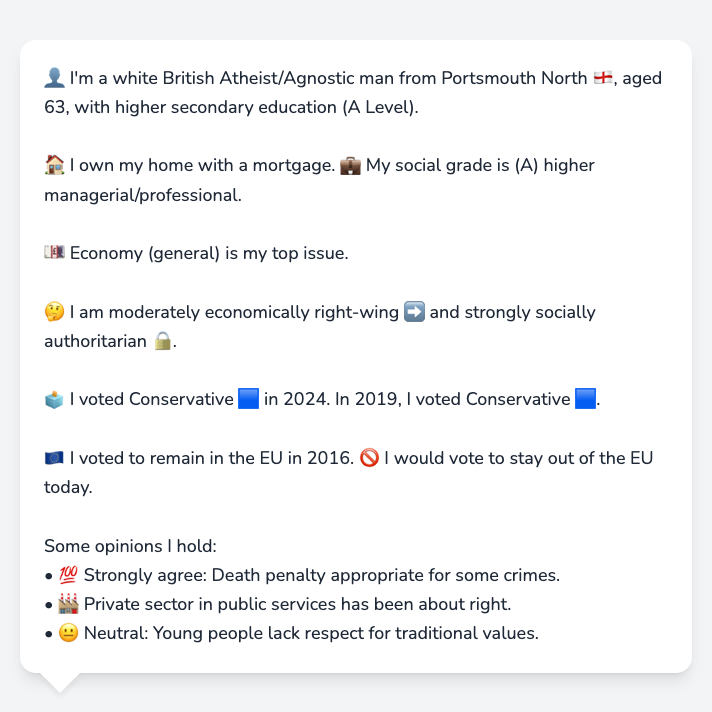 👤 I'm a white British Atheist/Agnostic man from Portsmouth North 🏴󠁧󠁢󠁥󠁮󠁧󠁿, aged
63, with higher secondary education (A Level).
🏠 I own my home with a mortgage. 💼 My social grade is (A) higher
managerial/professional.
💷 Economy (general) is my top issue.
🤔 I am moderately economically right-wing ➡️ and strongly socially
authoritarian 🔒.
🗳️ I voted Conservative 🟦 in 2024. In 2019, I voted Conservative 🟦.
🇪🇺 I voted to remain in the EU in 2016. 🚫 I would vote to stay out of the EU
today.
Some opinions I hold:
• 💯 Strongly agree: Death penalty appropriate for some crimes.
• 🏭 Private sector in public services has been about right.
• 😐 Neutral: Young people lack respect for traditional values.